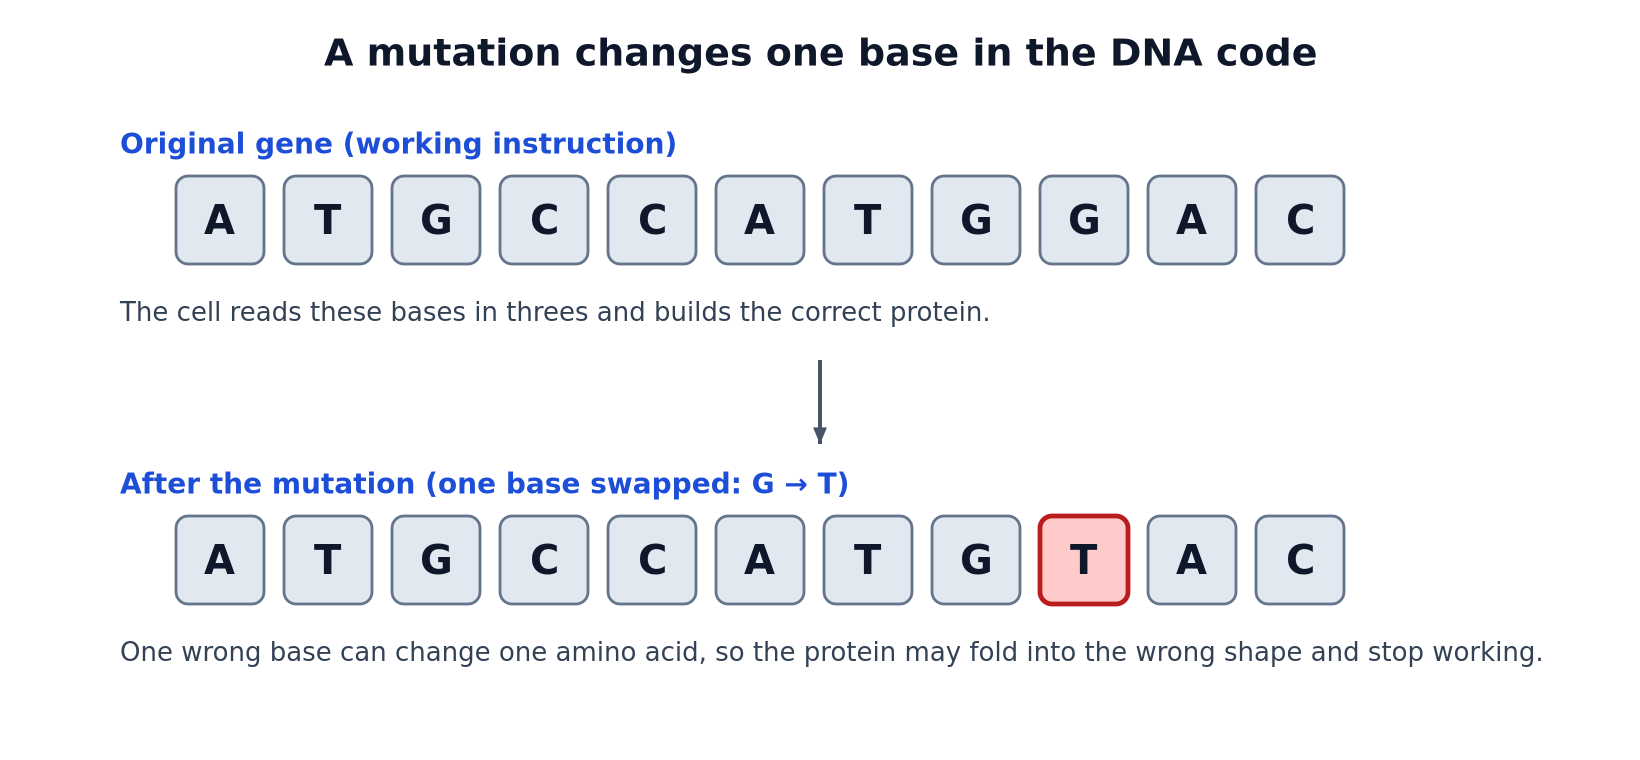 A mutation changes one base in the DNA code
Original gene (working instruction)
A T G C C A T G G A C
The cell reads these bases in threes and builds the correct protein.
After the mutation (one base swapped: G → T)
A T G C C A T G T A C
One wrong base can change one amino acid, so the protein may fold into the wrong shape and stop working.